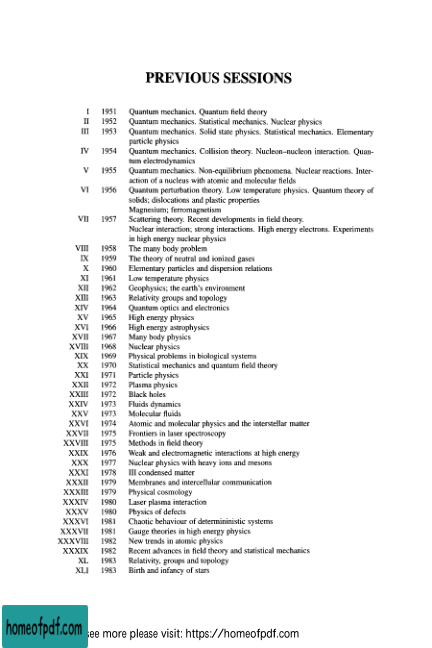 PREVIOUS SESSIONS
I 1951 Quantum mechanics. Quantum field theory
II 1952 Quantum mechanics. Statistical mechanics. Nuclear physics
III 1953 Quantum mechanics. Solid state physics. Statistical mechanics. Elementary
particle physics
IV 1954 Quantum mechanics. Collision theory. Nucleon–nucleon interaction. Quan-
tum electrodynamics
V 1955 Quantum mechanics. Non-equilibrium phenomena. Nuclear reactions. Inter-
action of a nucleus with atomic and molecular fields
VI 1956 Quantum perturbation theory. Low temperature physics. Quantum theory of
solids; dislocations and plastic properties
Magnesium; ferromagnetism
VII 1957 Scattering theory. Recent developments in field theory.
Nuclear interaction; strong interactions. High energy electrons. Experiments
in high energy nuclear physics
VIII 1958 The many body problem
IX 1959 The theory of neutral and ionized gases
X 1960 Elementary particles and dispersion relations
XI 1961 Low temperature physics
XII 1962 Geophysics; the earth's environment
XIII 1963 Relativity groups and topology
XIV 1964 Quantum optics and electronics
XV 1965 High energy physics
XVI 1966 High energy astrophysics
XVII 1967 Many body physics
XVIII 1968 Nuclear physics
XIX 1969 Physical problems in biological systems
XX 1970 Statistical mechanics and quantum field theory
XXI 1971 Particle physics
XXII 1972 Plasma physics
XXIII 1972 Black holes
XXIV 1973 Fluids dynamics
XXV 1973 Molecular fluids
XXVI 1974 Atomic and molecular physics and the interstellar matter
XXVII 1975 Frontiers in laser spectroscopy
XXVIII 1975 Methods in field theory
XXIX 1976 Weak and electromagnetic interactions at high energy
XXX 1977 Nuclear physics with heavy ions and mesons
XXXI 1978 Ill condensed matter
XXXII 1979 Membranes and intercellular communication
XXXIII 1979 Physical cosmology
XXXIV 1980 Laser plasma interaction
XXXV 1980 Physics of defects
XXXVI 1981 Chaotic behaviour of determininistic systems
XXXVII 1981 Gauge theories in high energy physics
XXXVIII 1982 New trends in atomic physics
XXXIX 1982 Recent advances in field theory and statistical mechanics
XL 1983 Relativity, groups and topology
XLI 1983 Birth and infancy of stars
homeofpdf.com
see more please visit: https://homeofpdf.com